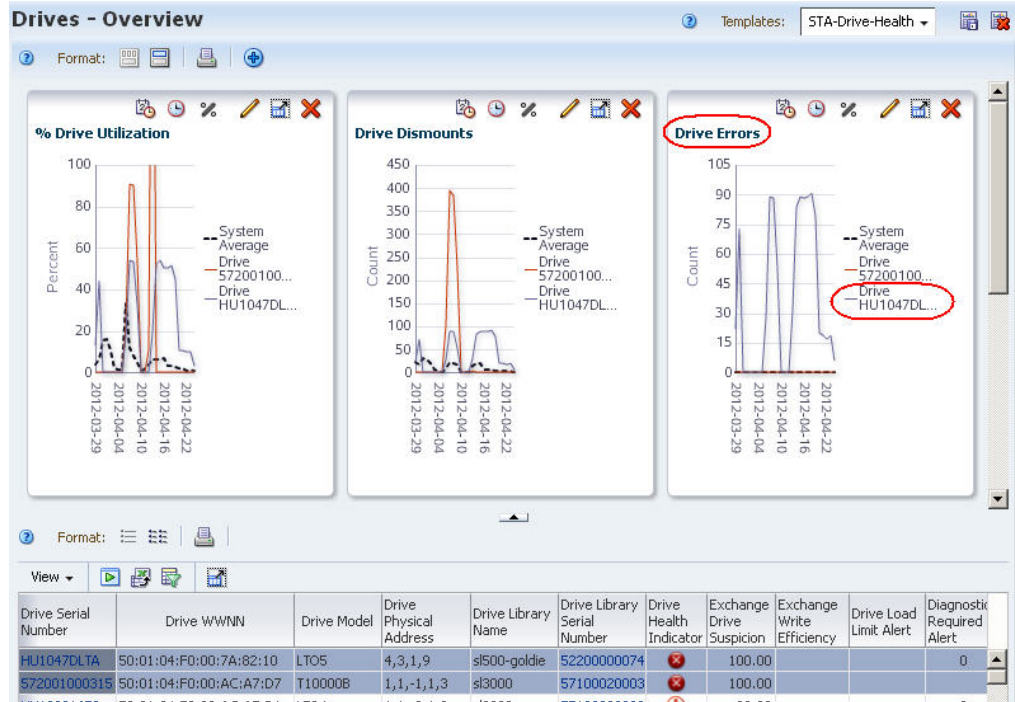 Drives - Overview
Templates: STA-Drive-Health
Format:
% Drive Utilization
100
80
60
40
20
0
Percent
2012-03-29
2012-04-04
2012-04-10
2012-04-16
2012-04-22
System
Average
Drive
57200100...
Drive
HU1047DL...
Drive Dismounts
450
400
350
300
250
200
150
100
50
0
Count
2012-03-29
2012-04-04
2012-04-10
2012-04-16
2012-04-22
System
Average
Drive
57200100...
Drive
HU1047DL...
Drive Errors
105
90
75
60
45
30
15
0
Count
2012-03-29
2012-04-04
2012-04-10
2012-04-16
2012-04-22
System
Average
Drive
57200100...
Drive
HU1047DL...
Format:
View
Drive Serial Number Drive WWNN Drive Model Drive Physical Address Drive Library Name Drive Library Serial Number Drive Health Indicator Exchange Drive Suspicion Exchange Write Efficiency Drive Load Limit Alert Diagnostic Required Alert
HU1047DLTA 50:01:04:F0:00:7A:82:10 LTO5 4,3,1,9 sl500-goldie 52200000074 100.00 0
572001000315 50:01:04:F0:00:AC:A7:D7 T10000B 1,1,-1,1,3 sl3000 57100020003 100.00